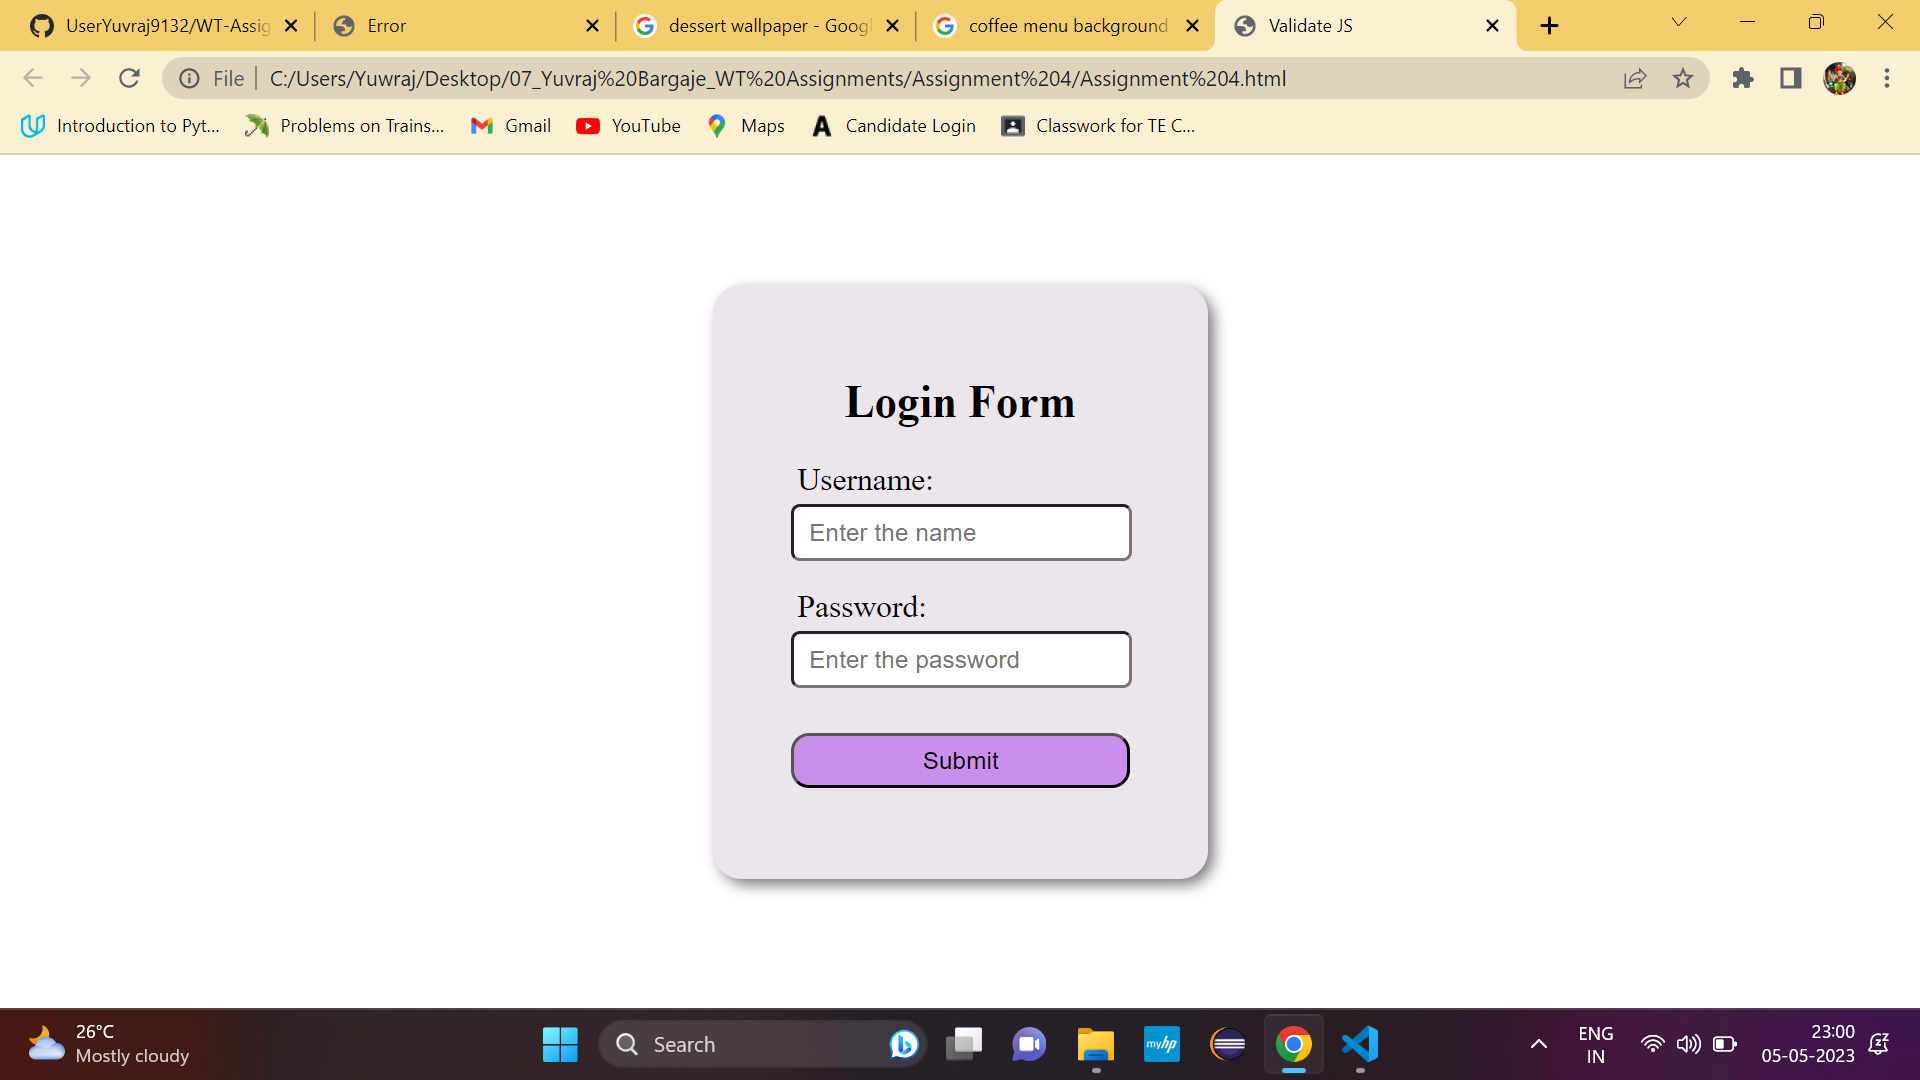 UserYuvraj9132/WT-Assig
Error
dessert wallpaper - Googl
coffee menu background
Validate JS
File
C:/Users/Yuwraj/Desktop/07_Yuvraj%20Bargaje_WT%20Assignments/Assignment%204/Assignment%204.html
Introduction to Pyt...
Problems on Trains...
Gmail
YouTube
Maps
A
Candidate Login
Classwork for TE C...
Login Form
Username:
Enter the name
Password:
Enter the password
Submit
26°C
Mostly cloudy
Search
myhp
ENG
IN
23:00
05-05-2023